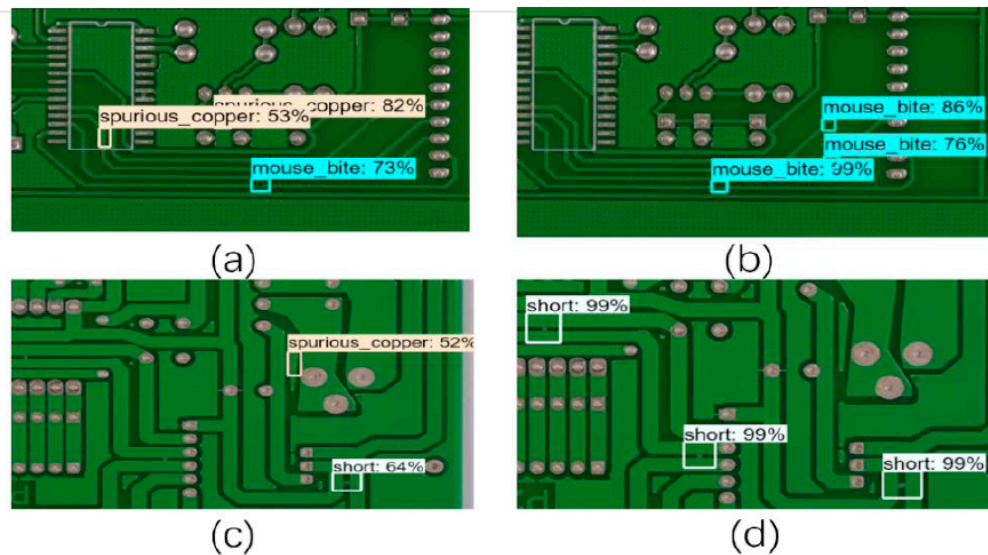 spurious_copper: 82%
spurious_copper: 53%
mouse_bite: 73%
(a)
mouse_bite: 86%
mouse_bite: 76%
mouse_bite: 99%
(b)
spurious_copper: 52%
short: 64%
(c)
short: 99%
short: 99%
short: 99%
(d)